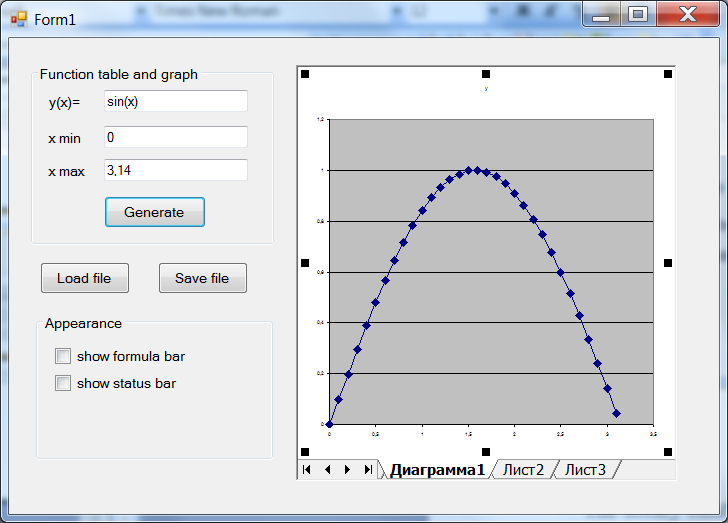 Form1
Function table and graph
y(x)= sin(x)
x min 0
x max 3,14
Generate
Load file Save file
Appearance
show formula bar
show status bar
y
1,2
1
0,8
0,6
0,4
0,2
0
0 0,5 1 1,5 2 2,5 3 3,5
Диаграмма1 Лист2 Лист3